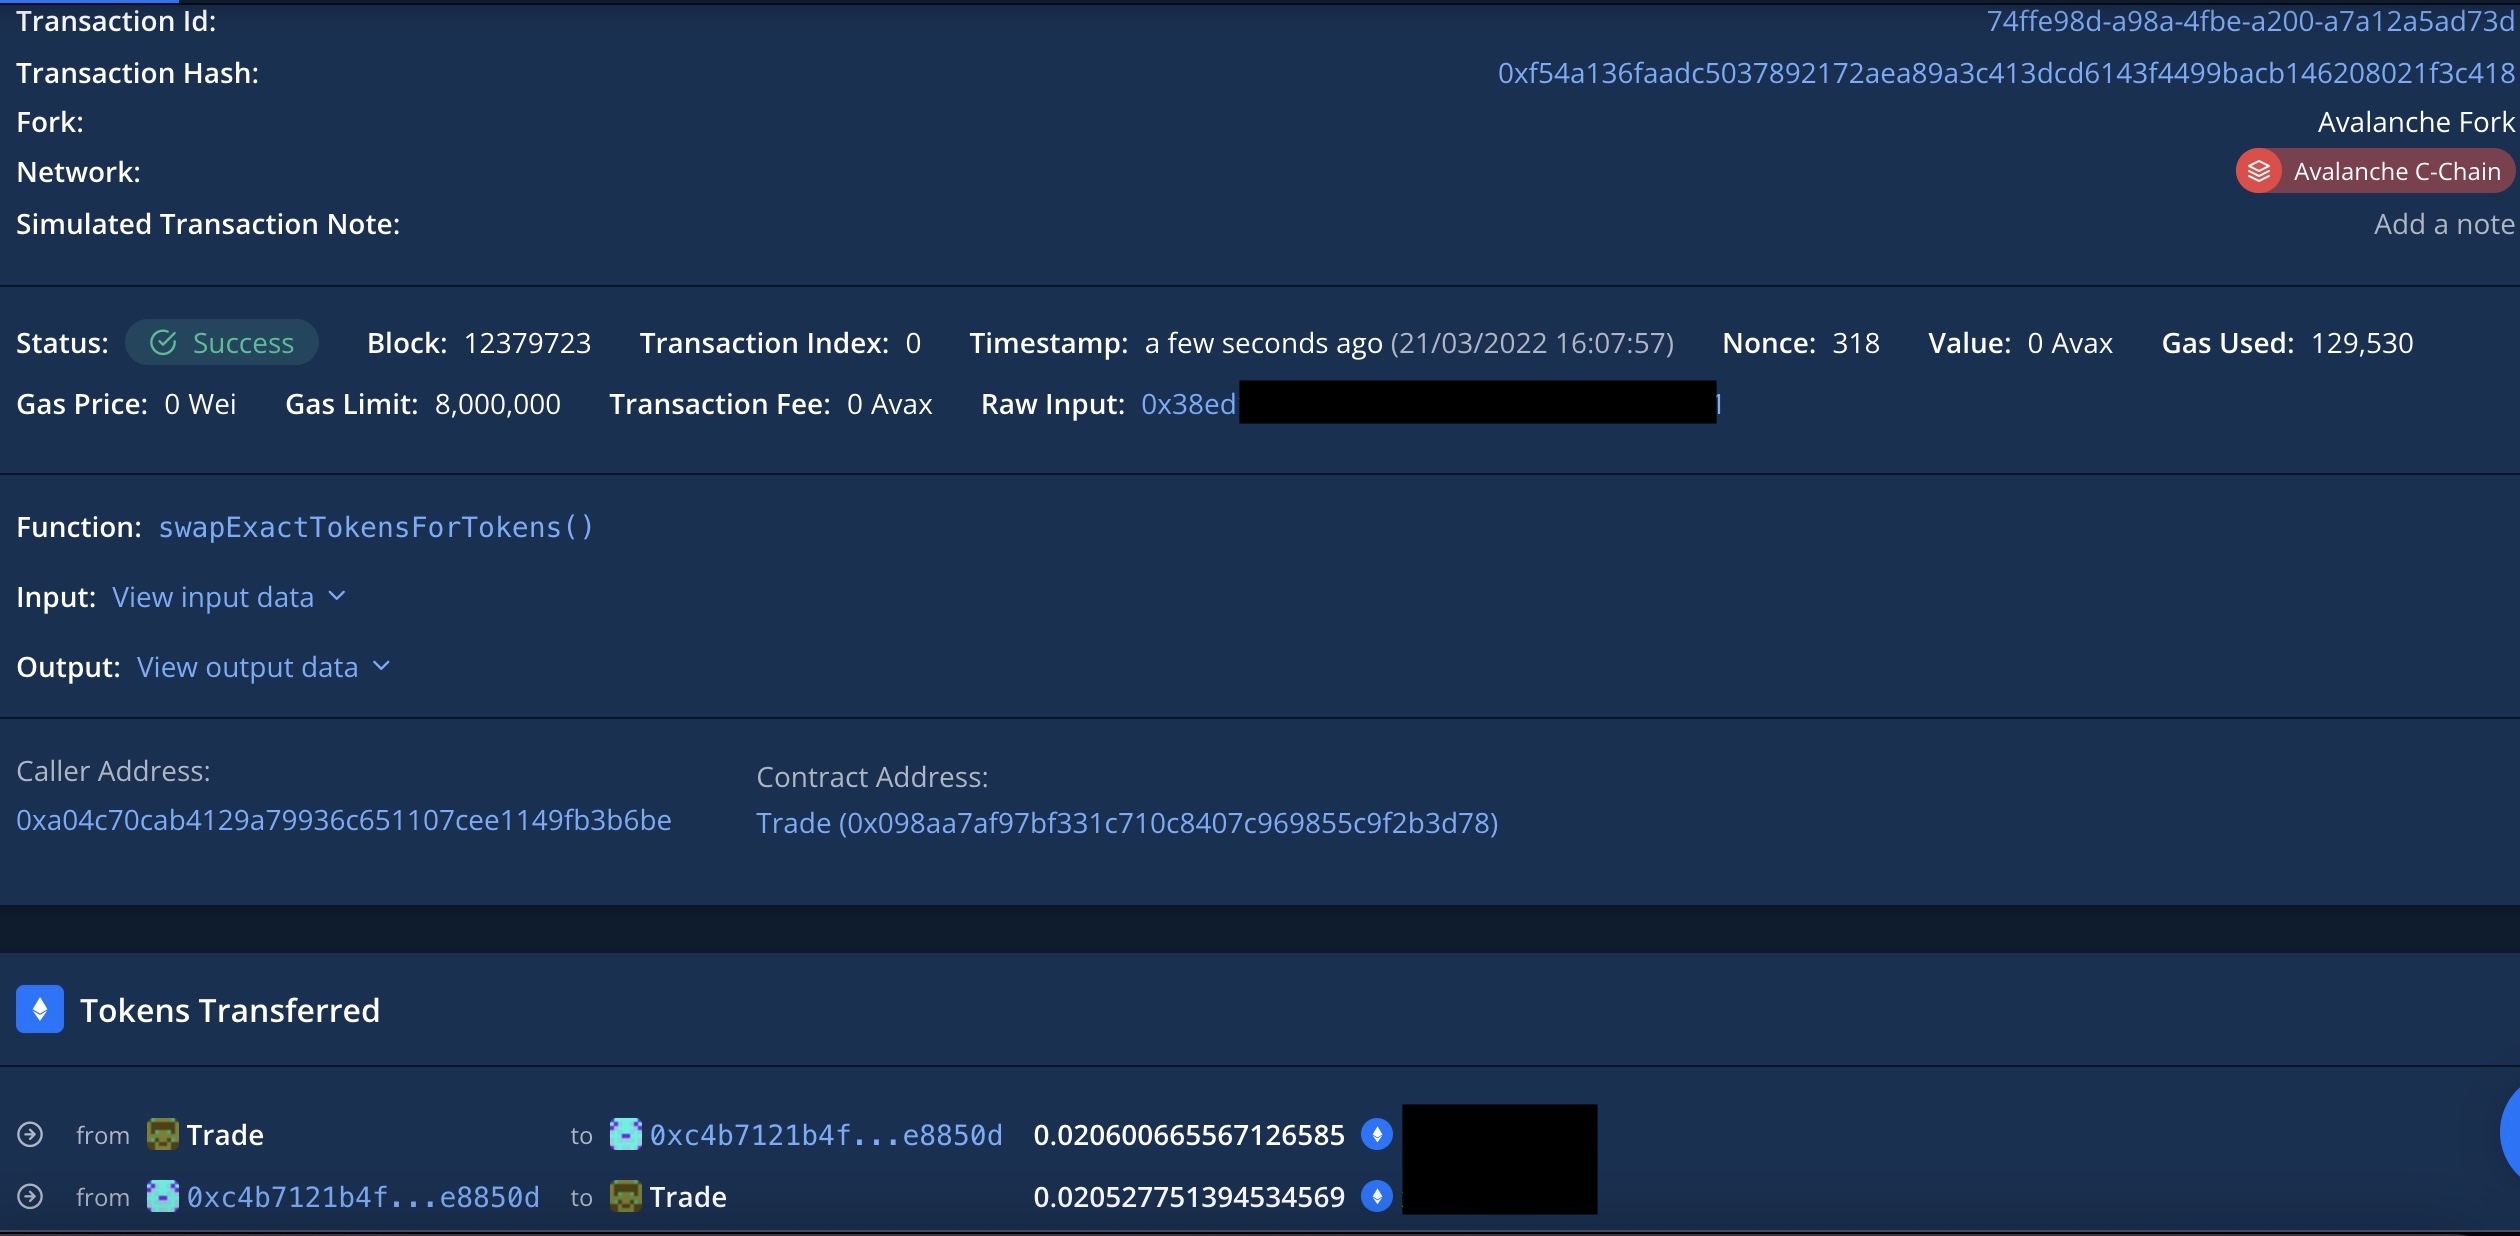 Transaction Id: 74ffe98d-a98a-4fbe-a200-a7a12a5ad73d
Transaction Hash: 0xf54a136faadc5037892172aea89a3c413dcd6143f4499bacb146208021f3c418
Fork: Avalanche Fork
Network: Avalanche C-Chain
Simulated Transaction Note: Add a note
Status: Success Block: 12379723 Transaction Index: 0 Timestamp: a few seconds ago (21/03/2022 16:07:57) Nonce: 318 Value: 0 Avax Gas Used: 129,530
Gas Price: 0 Wei Gas Limit: 8,000,000 Transaction Fee: 0 Avax Raw Input: 0x38ed 1
Function: swapExactTokensForTokens()
Input: View input data
Output: View output data
Caller Address: Contract Address:
0xa04c70cab4129a79936c651107cee1149fb3b6be Trade (0x098aa7af97bf331c710c8407c969855c9f2b3d78)
Tokens Transferred
from Trade to 0xc4b7121b4f...e8850d 0.020600665567126585
from 0xc4b7121b4f...e8850d to Trade 0.020527751394534569